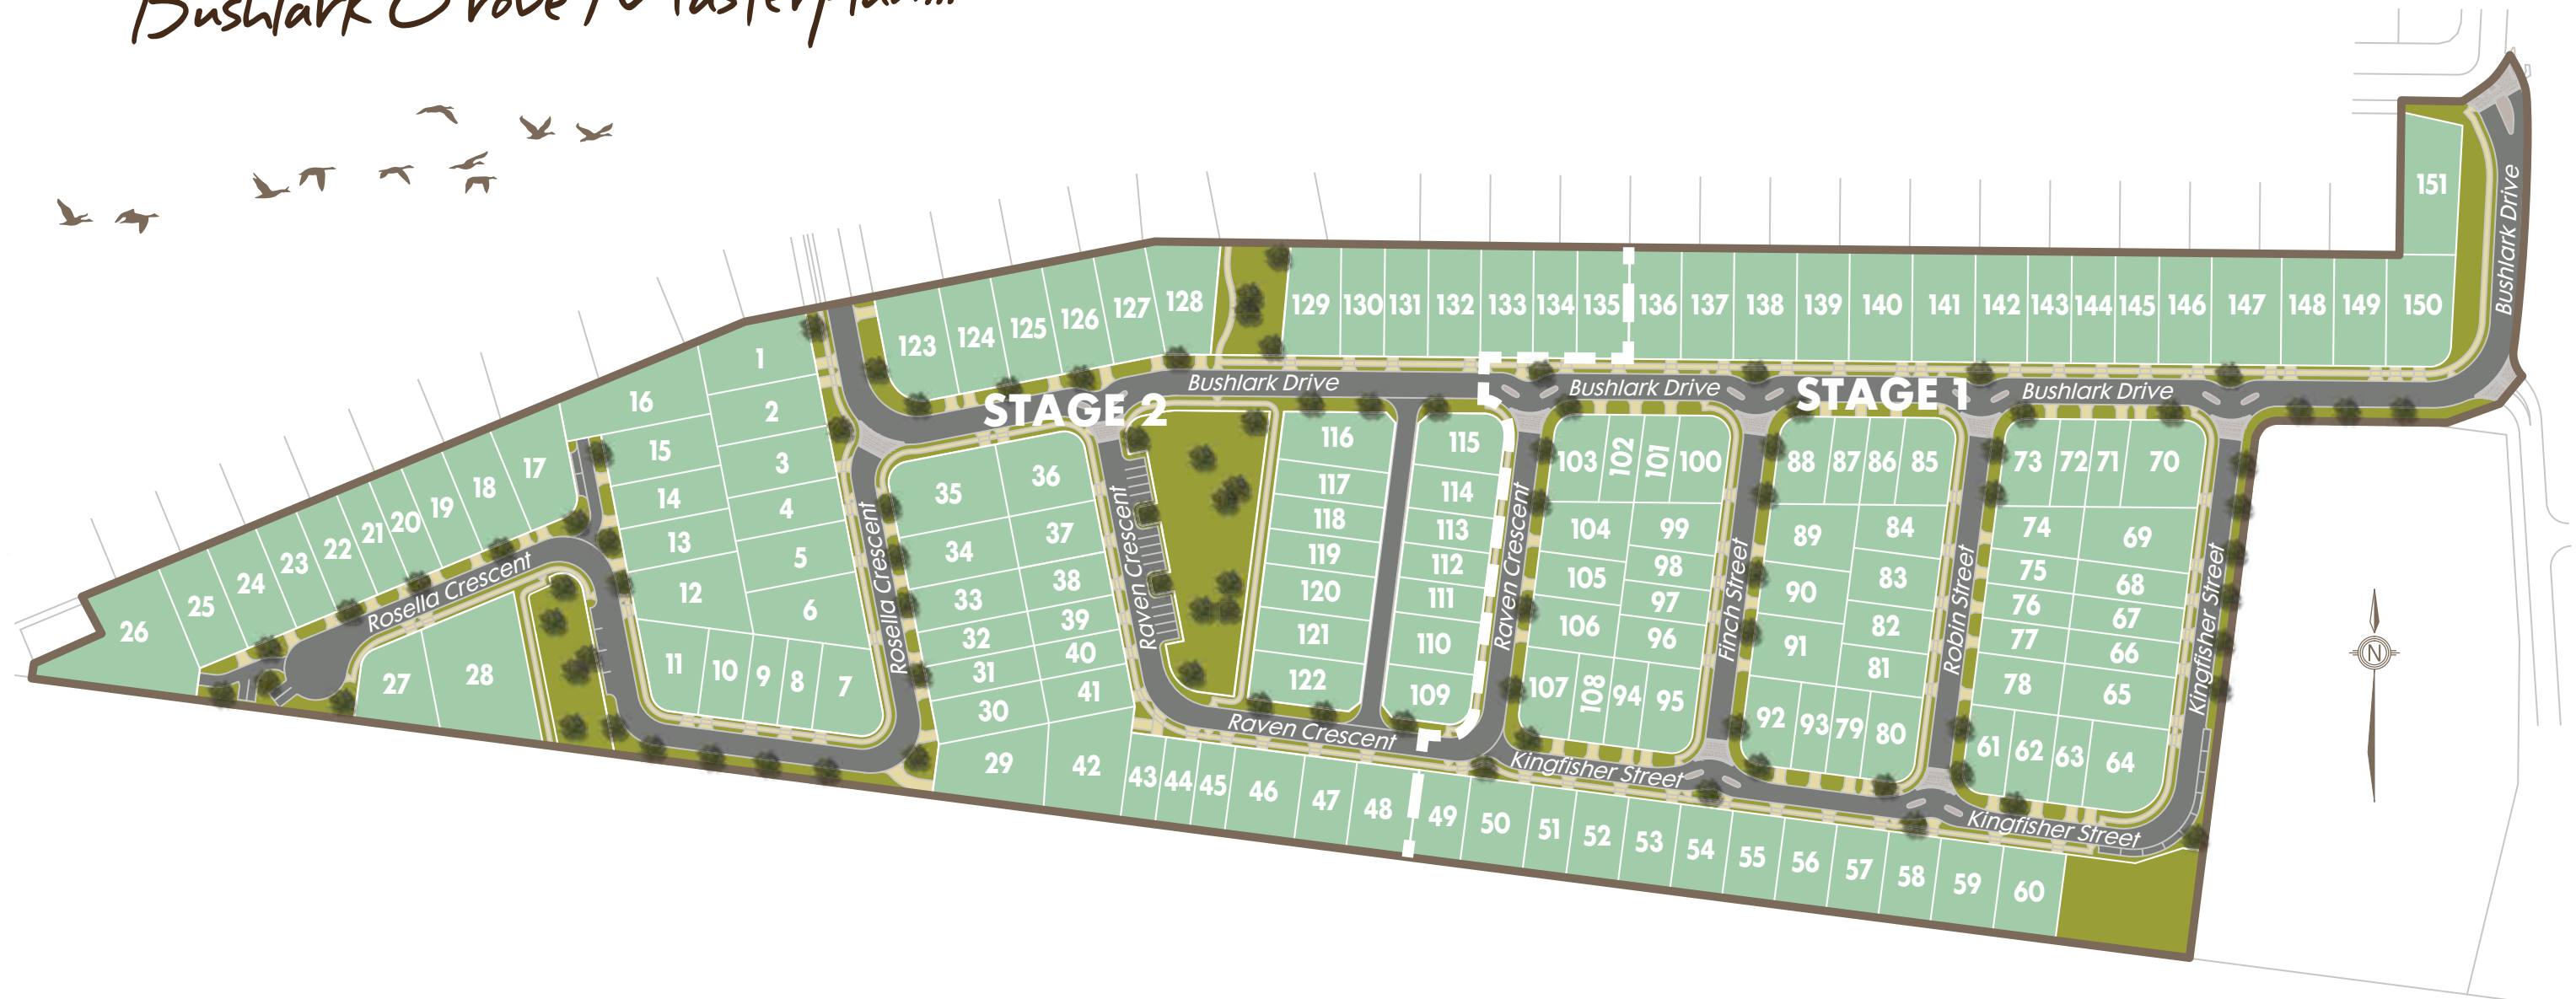 Bushlark Grove Masterplan...
151
Bushlark Drive
128
129 130 131 132 133 134 135 136 137 138 139 140 141 142 143 144 145 146 147 148 149 150
123 124 125 126 127
1
Bushlark Drive
Bushlark Drive
STAGE 1
Bushlark Drive
STAGE 2
16
2
116
115
15
3
35
36
117
114
103 102 101 100
88 87 86 85
73 72 71 70
17
18
19
20
21
22
23
24
25
26
14
4
13
5
34
37
118
113
104
99
89
84
74
69
12
6
33
38
119
112
105
98
90
83
75
68
Rosella Crescent
Rosella Crescent
32
39
120
111
106
97
82
76
67
Raven Crescent
Raven Crescent
Finch Street
Robin Street
Kingfisher Street
31
40
121
110
96
91
81
77
66
27
28
11 10 9 8 7
30
41
122
109
107 108 94 95
92 93 79 80
78
65
Raven Crescent
61 62 63 64
29
42
Kingfisher Street
Kingfisher Street
43 44 45 46 47 48 49 50 51 52 53 54 55 56 57 58 59 60
N